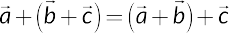 a⃗ + (b⃗ + c⃗) = (a⃗ + b⃗) + c⃗